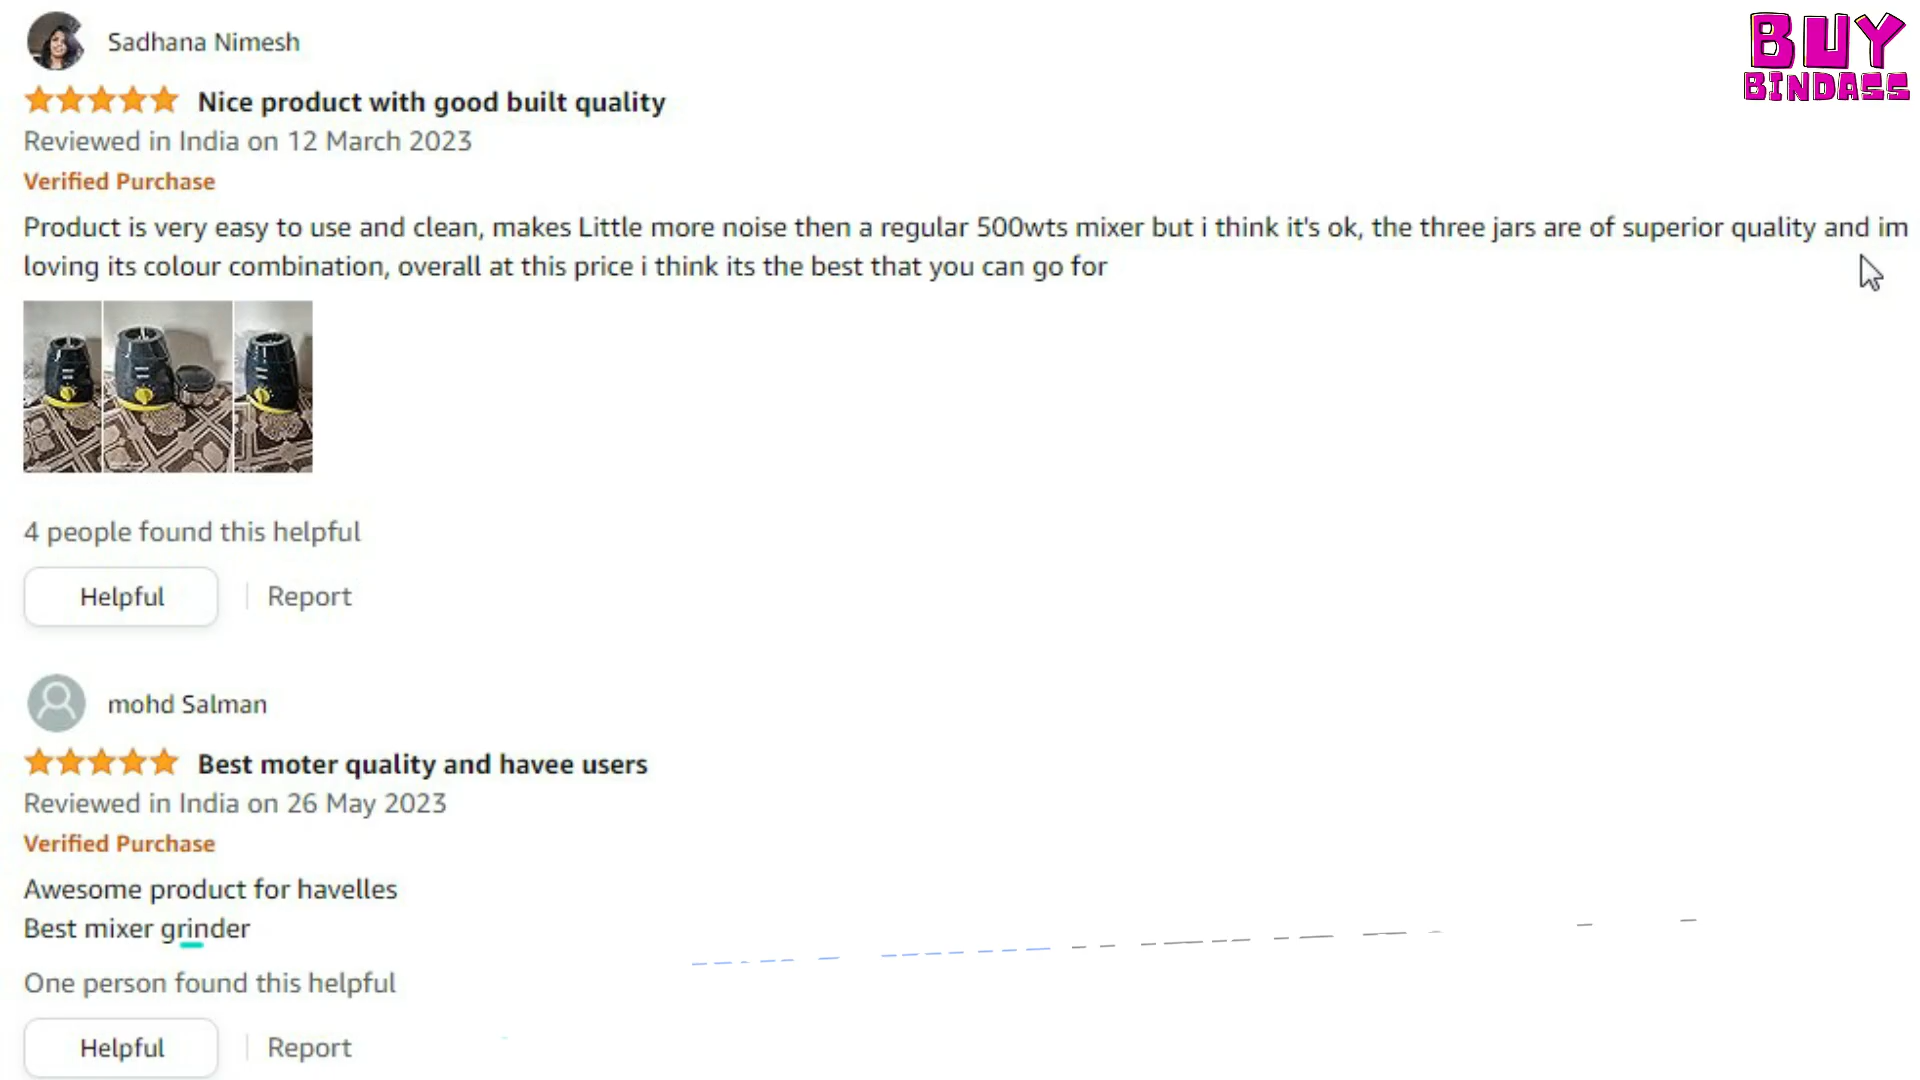 Sadhana Nimesh
BUY
BINDASS
Nice product with good built quality
Reviewed in India on 12 March 2023
Verified Purchase
Product is very easy to use and clean, makes Little more noise then a regular 500wts mixer but i think it's ok, the three jars are of superior quality and im
loving its colour combination, overall at this price i think its the best that you can go for
4 people found this helpful
Helpful
Report
mohd Salman
Best moter quality and havee users
Reviewed in India on 26 May 2023
Verified Purchase
Awesome product for havelles
Best mixer grinder
One person found this helpful
Helpful
Report